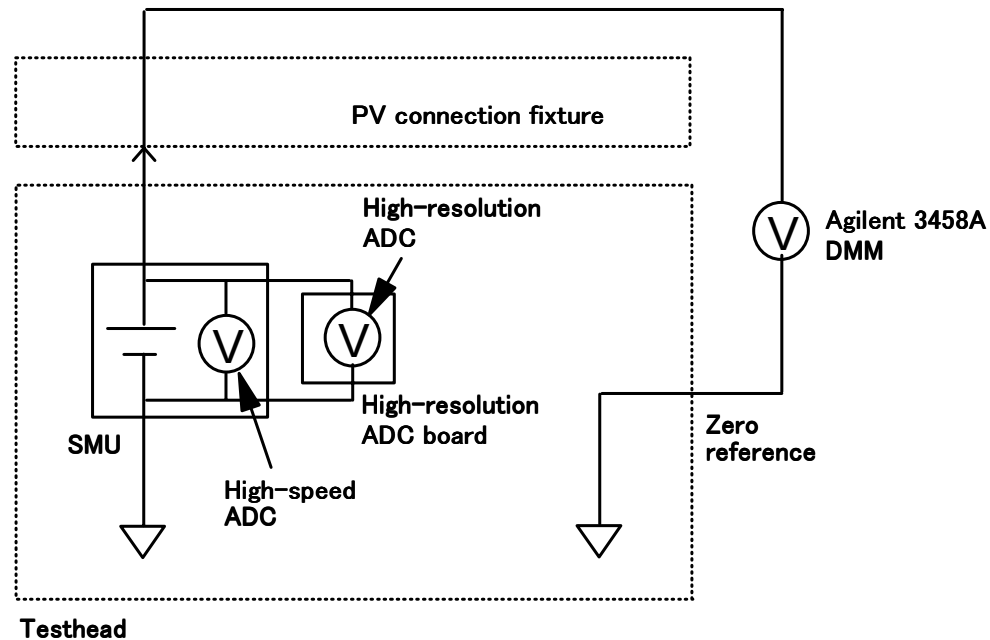 PV connection fixture
High-resolution
ADC
Agilent 3458A
DMM
V
V
V
High-resolution
ADC board
SMU
Zero
reference
High-speed
ADC
Testhead